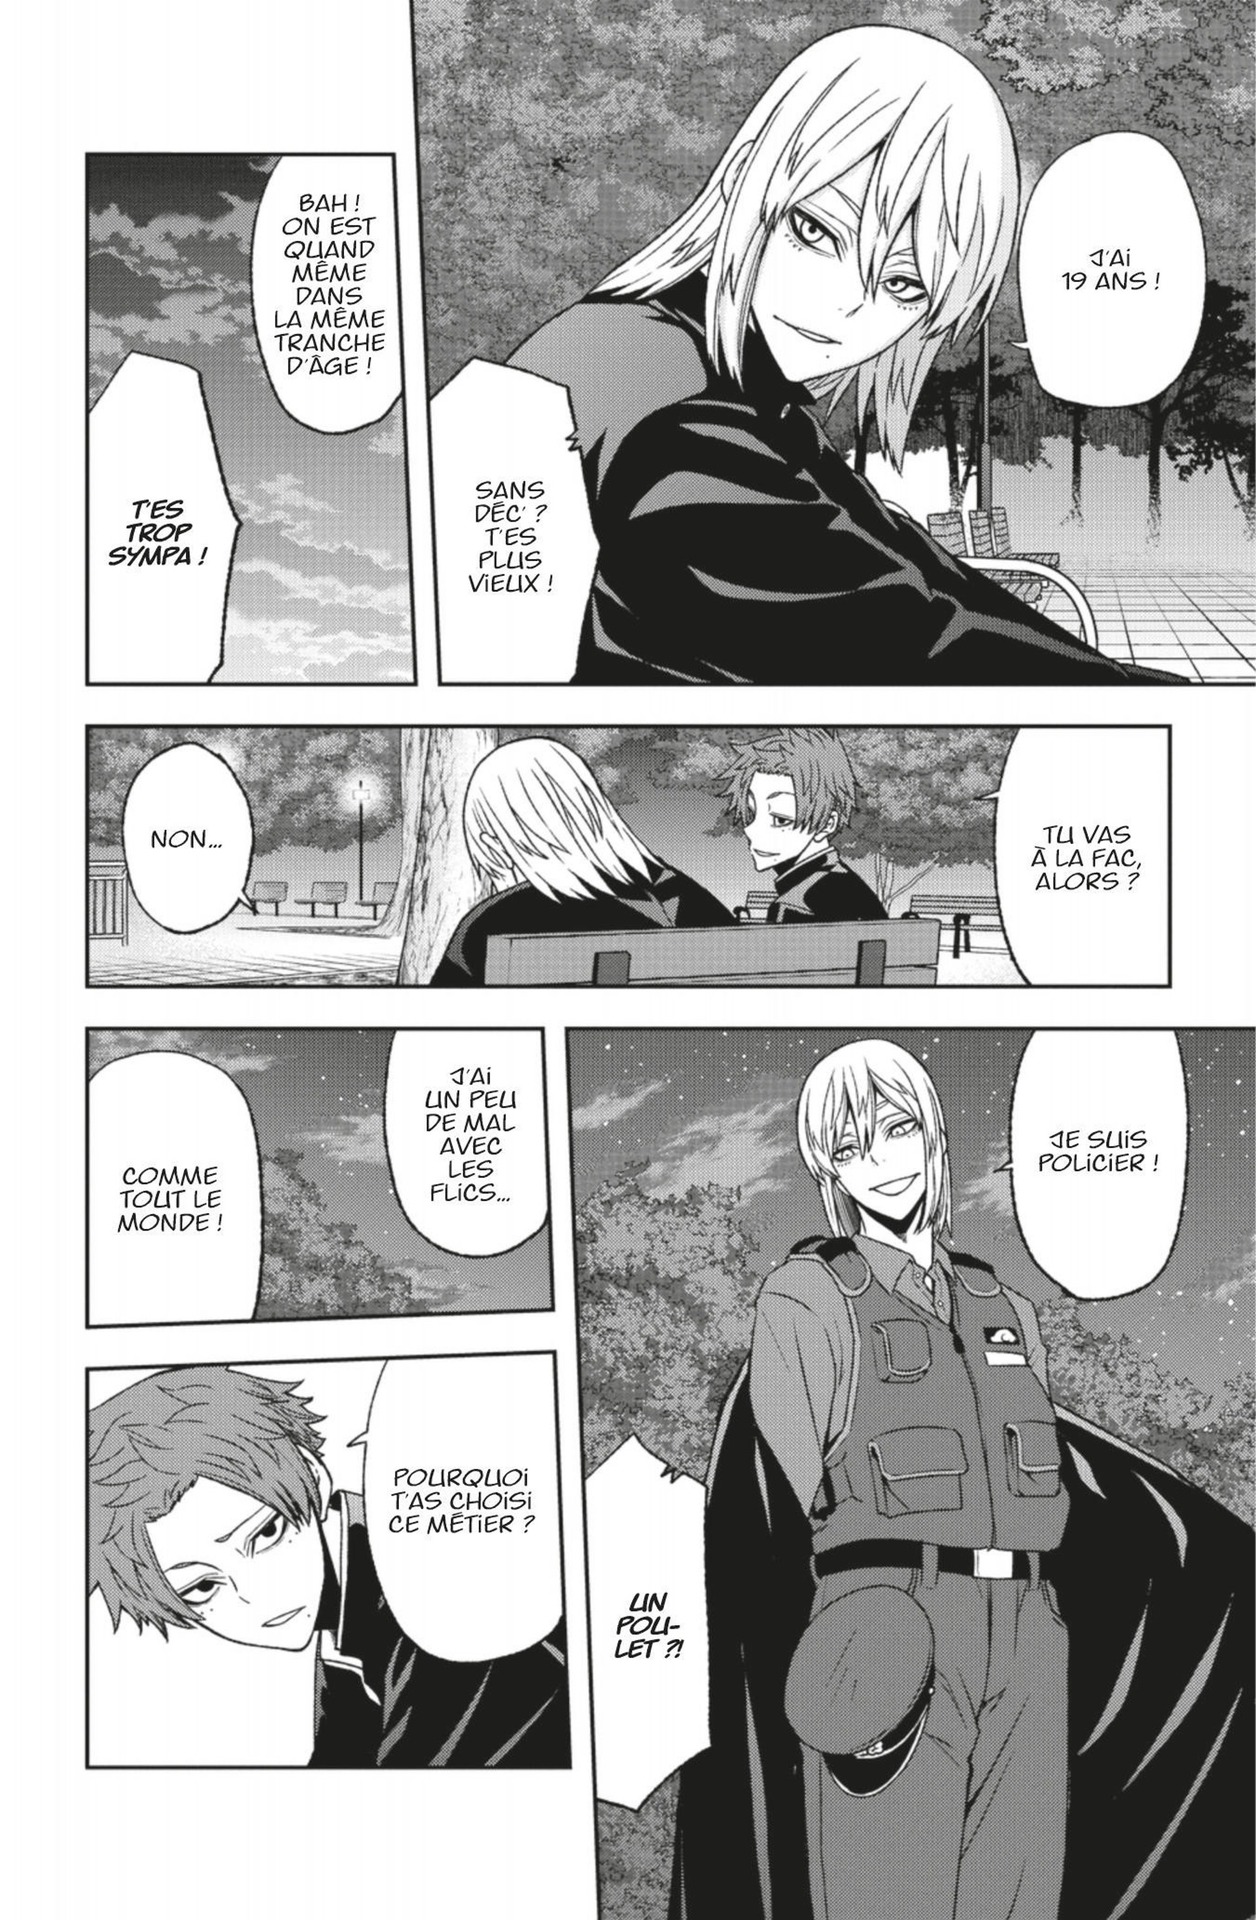 J'AI
19 ANS !
SANS
DÉC' ?
T'ES
PLUS
VIEUX !
BAH !
ON EST
QUAND
MÊME
DANS
LA MÊME
TRANCHE
D'ÂGE !
T'ES
TROP
SYMPA !
TU VAS
À LA FAC,
ALORS ?
NON...
JE SUIS
POLICIER !
UN
POU-
LET ?!
J'AI
UN PEU
DE MAL
AVEC
LES
FLICS...
COMME
TOUT LE
MONDE !
POURQUOI
T'AS CHOISI
CE MÉTIER ?